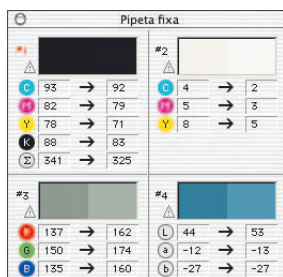 Pipeta fixa
#1
C 93 → 92
M 82 → 79
Y 78 → 71
K 88 → 83
Σ 341 → 325
#2
C 4 → 2
M 5 → 3
Y 8 → 5
#3
R 137 → 162
G 150 → 174
B 135 → 160
#4
L 44 → 53
a -12 → -13
b -27 → -27